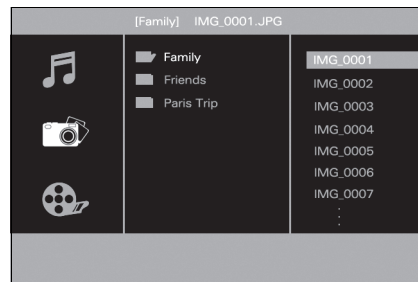 [Family] IMG_0001.JPG
Family
Friends
Paris Trip
IMG_0001
IMG_0002
IMG_0003
IMG_0004
IMG_0005
IMG_0006
IMG_0007